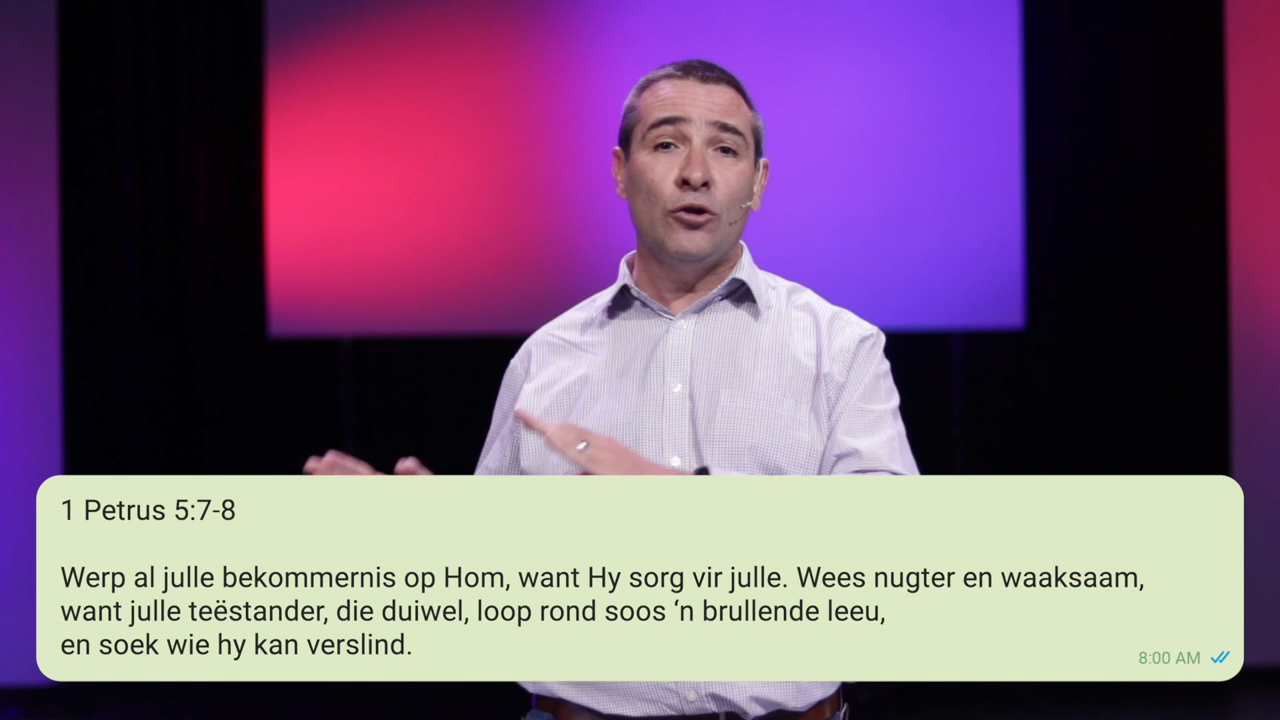 1 Petrus 5:7-8
Werp al julle bekommernis op Hom, want Hy sorg vir julle. Wees nugter en waaksaam,
want julle teëstander, die duiwel, loop rond soos ‘n brullende leeu,
en soek wie hy kan verslind.
8:00 AM